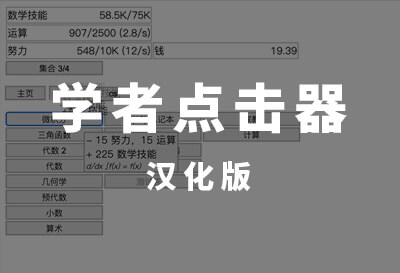 数学技能 58.5K/75K
运算 907/2500 (2.8/s)
努力 548/10K (12/s) 钱 19.39
集合 3/4
主页
学者点击器
微积分 记本
三角函数 计算
代数 2
− 15 努力，15 运算
代数
+ 225 数学技能
d/dx ∫f(x) = f(x)
汉化版
几何学
预代数
小数
算术